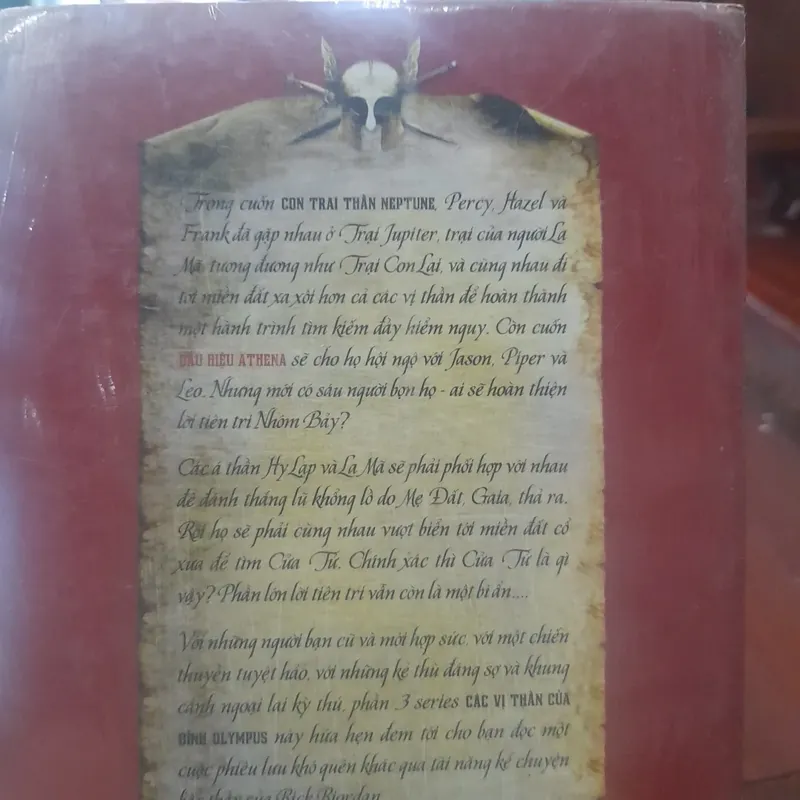 Trong cuốn CON TRAI THẦN NEPTUNE, Percy, Hazel và
Frank đã gặp nhau ở Trại Jupiter, trại của người La
Mã, tương đương như Trại Con Lai, và cùng nhau đi
tới miền đất xa xôi hơn cả các vị thần để hoàn thành
một hành trình tìm kiếm đầy hiểm nguy. Còn cuốn
DẤU HIỆU ATHENA sẽ cho họ hội ngộ với Jason, Piper và
Leo. Nhưng mới có sáu người bọn họ - ai sẽ hoàn thiện
lời tiên tri Nhóm Bảy?
Các á thần Hy Lạp và La Mã sẽ phải phối hợp với nhau
để đánh thắng lũ khổng lồ do Mẹ Đất, Gaia, thả ra.
Rồi họ sẽ phải cùng nhau vượt biển tới miền đất cổ
xưa để tìm Cửa Tử. Chính xác thì Cửa Tử là gì
vậy? Phần lớn lời tiên tri vẫn còn là một bí ẩn....
Với những người bạn cũ và mới hợp sức, với một chiến
thuyền tuyệt hảo, với những kẻ thù đáng sợ và khung
cảnh ngoại lai kỳ thú, phần 3 series CÁC VỊ THẦN CỦA
ĐỈNH OLYMPUS này hứa hẹn đem tới cho bạn đọc một
cuộc phiêu lưu khó quên khác qua tài năng kể chuyện
của Rick Riordan